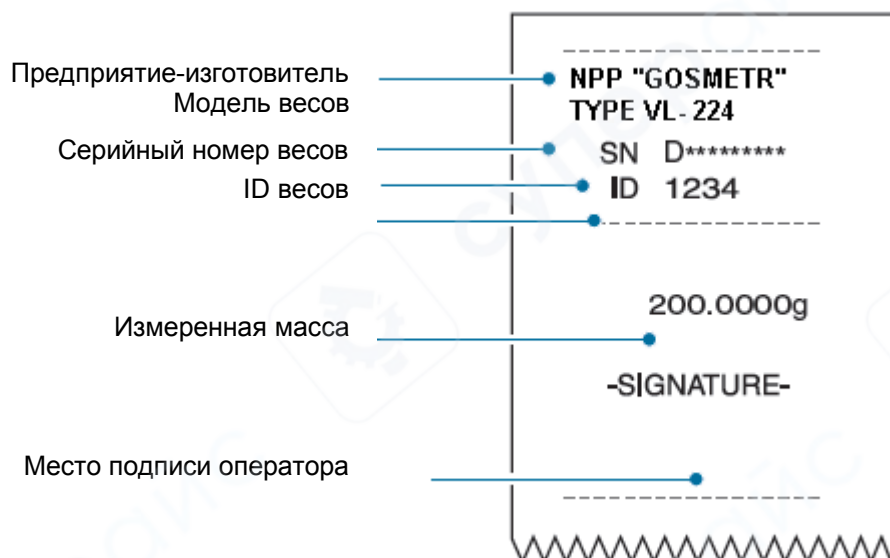 Предприятие-изготовитель
Модель весов
Серийный номер весов
ID весов
Измеренная масса
Место подписи оператора
NPP "GOSMETR"
TYPE VL-224
SN D*********
ID 1234
200.0000g
-SIGNATURE-